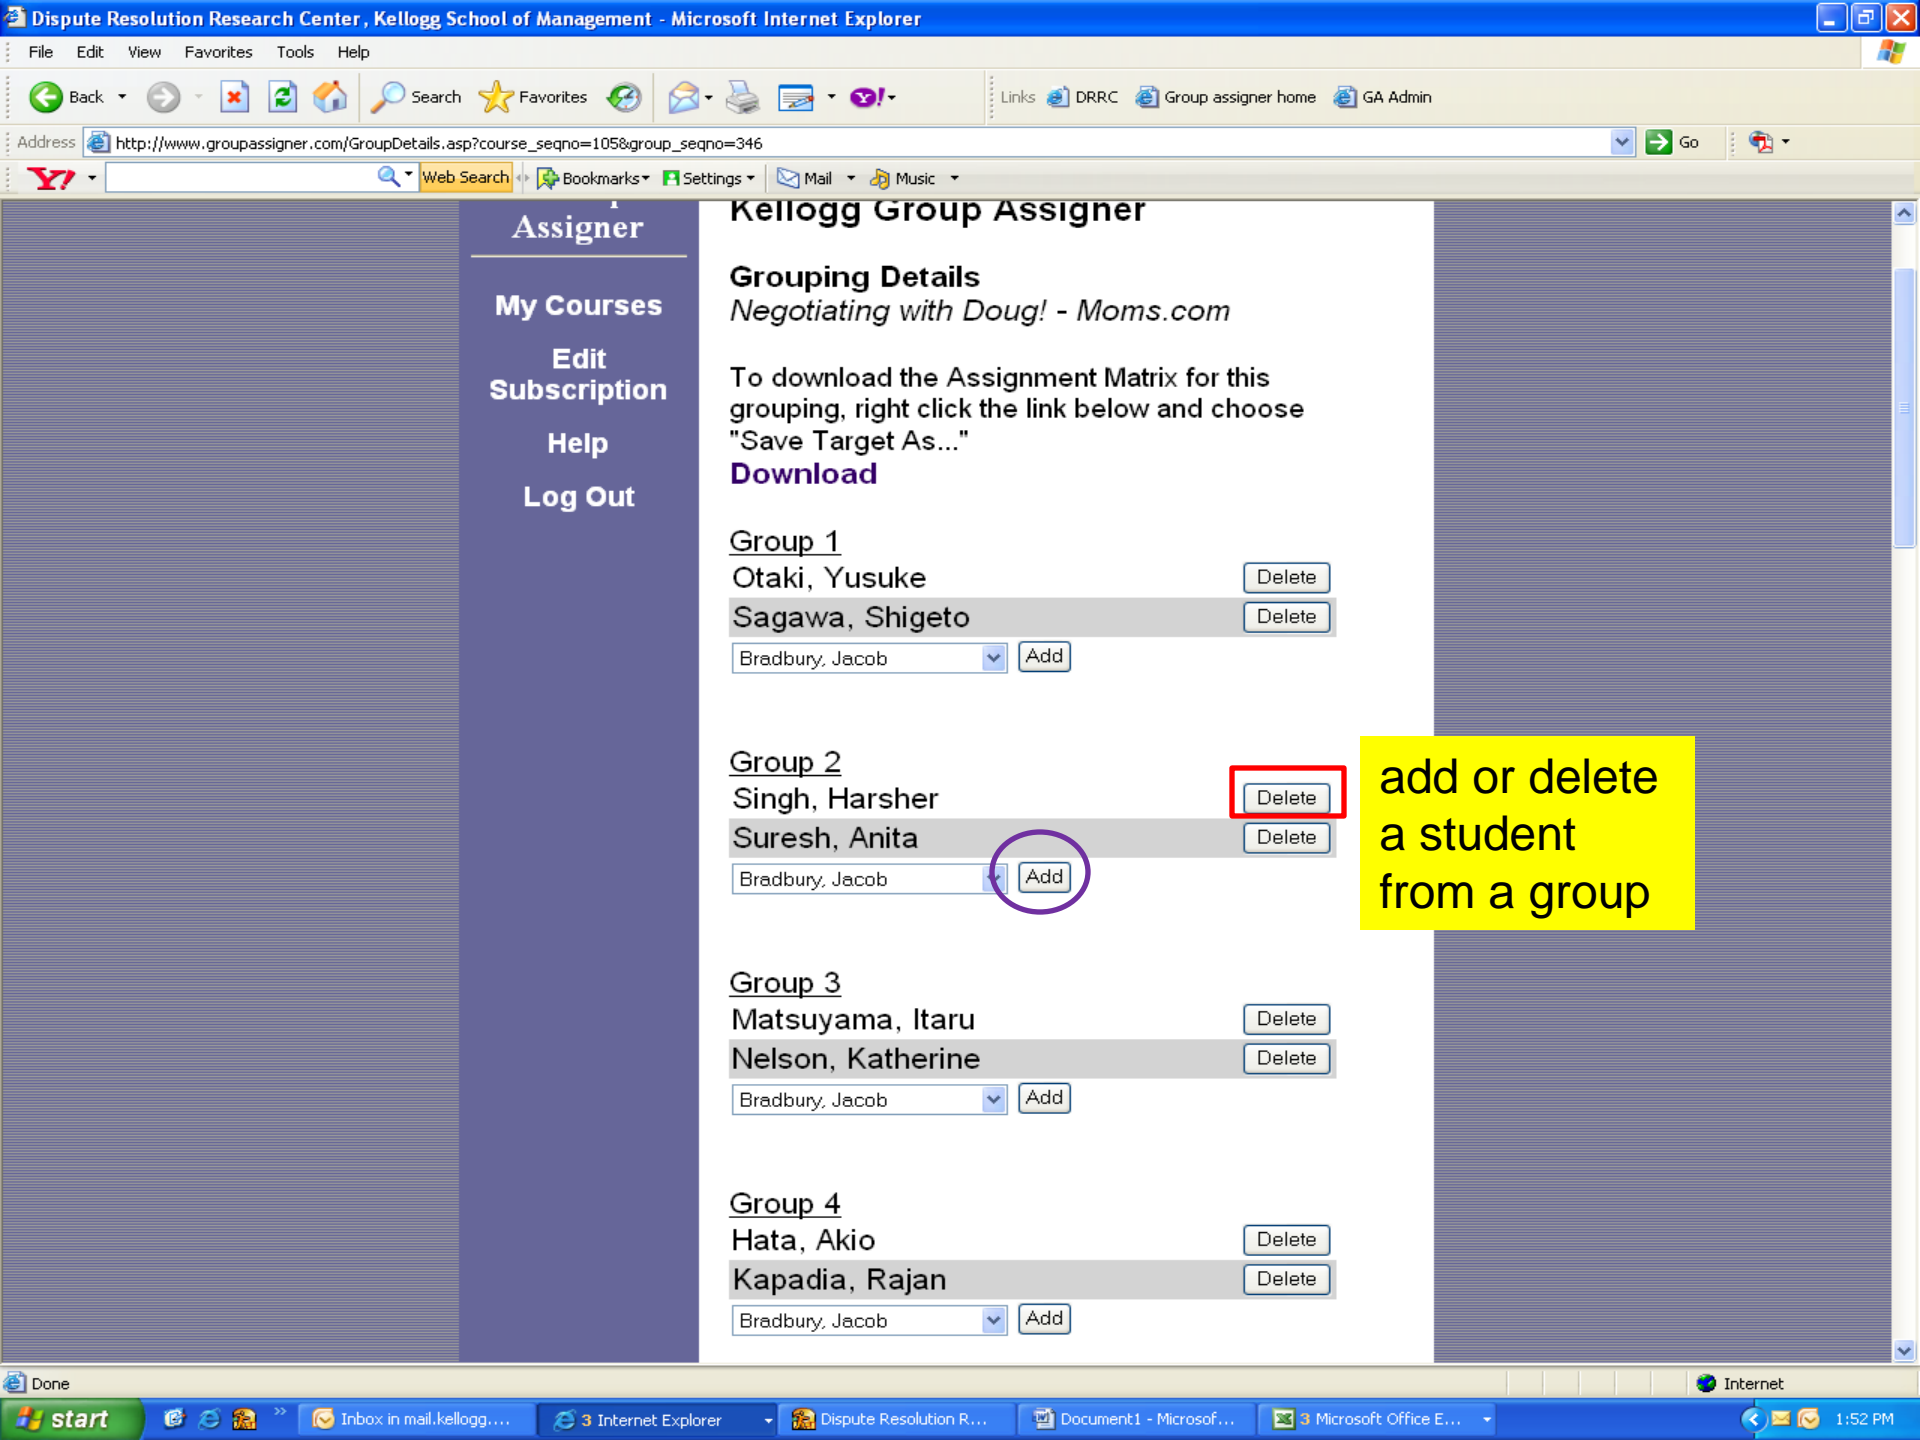 Dispute Resolution Research Center, Kellogg School of Management - Microsoft Internet Explorer
File Edit View Favorites Tools Help
Back Search Favorites Links DRRC Group assigner home GA Admin
Address http://www.groupassigner.com/GroupDetails.asp?course_seqno=105&group_seqno=346 Go
Y! Web Search Bookmarks Settings Mail Music
Assigner
My Courses
Edit
Subscription
Help
Log Out
Kellogg Group Assigner
Grouping Details
Negotiating with Doug! - Moms.com
To download the Assignment Matrix for this
grouping, right click the link below and choose
"Save Target As..."
Download
Group 1
Otaki, Yusuke Delete
Sagawa, Shigeto Delete
Bradbury, Jacob Add
Group 2
Singh, Harsher Delete
Suresh, Anita Delete
Bradbury, Jacob Add
add or delete
a student
from a group
Group 3
Matsuyama, Itaru Delete
Nelson, Katherine Delete
Bradbury, Jacob Add
Group 4
Hata, Akio Delete
Kapadia, Rajan Delete
Bradbury, Jacob Add
Done Internet
start Inbox in mail.kellogg.... 3 Internet Explorer Dispute Resolution R... Document1 - Microsof... 3 Microsoft Office E... 1:52 PM